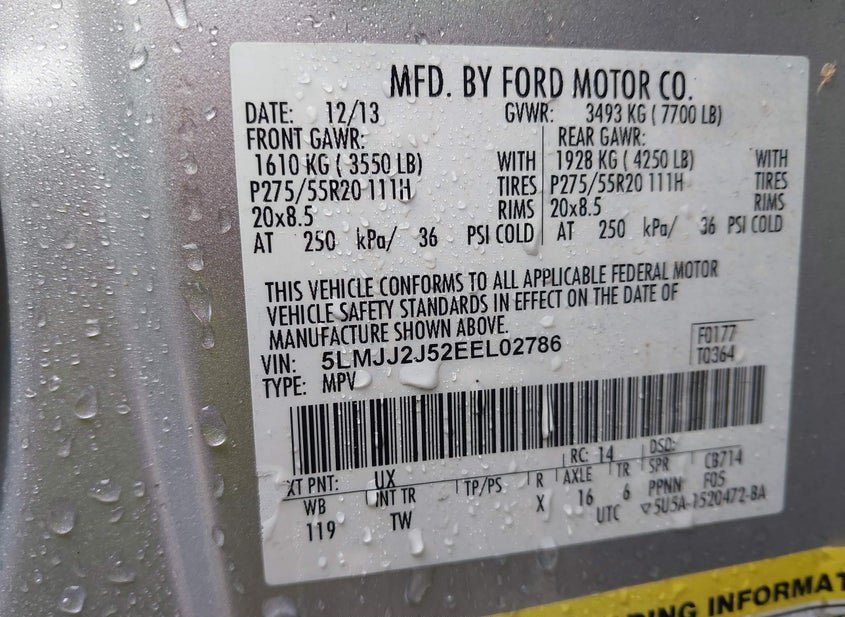 MFD. BY FORD MOTOR CO.
DATE: 12/13 GVWR: 3493 KG ( 7700 LB)
FRONT GAWR: REAR GAWR:
1610 KG ( 3550 LB) WITH 1928 KG ( 4250 LB) WITH
P275/55R20 111H TIRES P275/55R20 111H TIRES
20x8.5 RIMS 20x8.5 RIMS
AT 250 kPa/ 36 PSI COLD AT 250 kPa/ 36 PSI COLD
THIS VEHICLE CONFORMS TO ALL APPLICABLE FEDERAL MOTOR
VEHICLE SAFETY STANDARDS IN EFFECT ON THE DATE OF
MANUFACTURE SHOWN ABOVE.
VIN: 5LMJJ2J52EEL02786 F0177
TYPE: MPV T0364
XT PNT: UX RC: 14 DSO:
WB INT TR TP/PS R AXLE TR SPR CB714
119 TW X 16 6 PPNN F05
UTC ▽5U5A-1520472-BA
DING INFORMAT